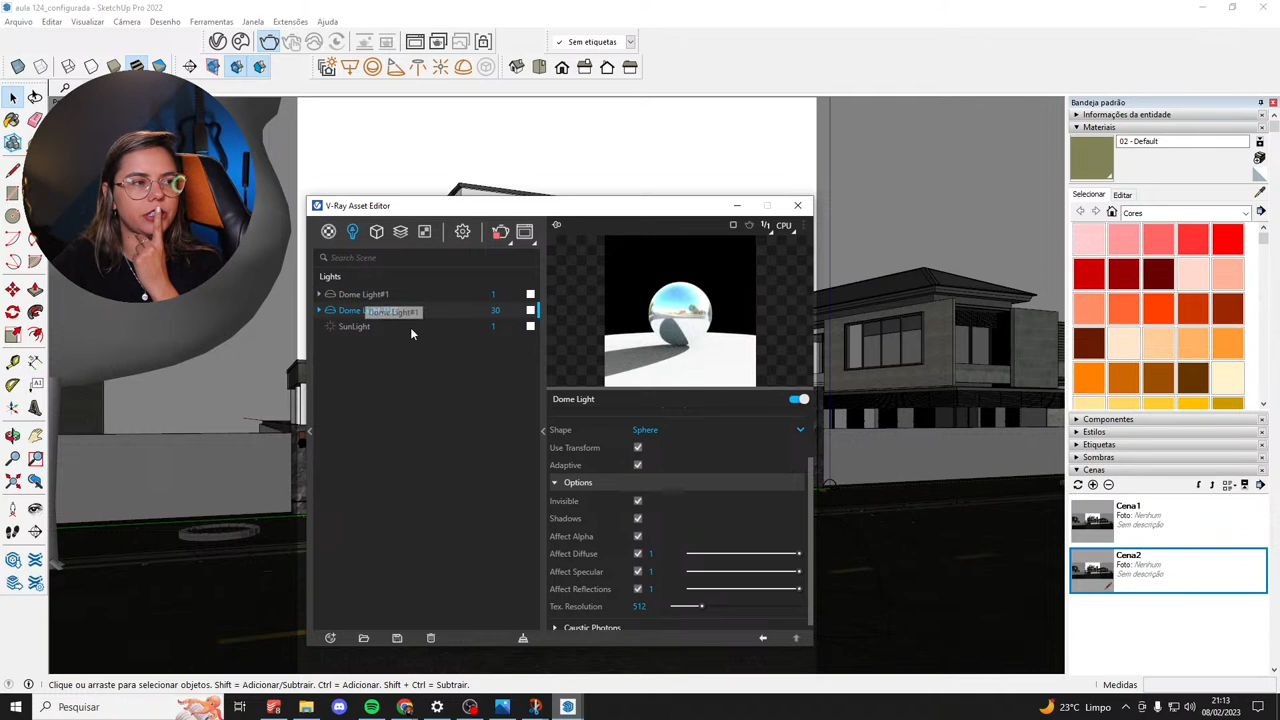 aula 124_configurada - SketchUp Pro 2022
Arquivo Editar Visualizar Câmera Desenho Ferramentas Janela Extensões Ajuda
Sem etiquetas
V-Ray Asset Editor
1/1 CPU
Search Scene
Lights
Dome Light#1 1
Dome L 30
Dome Light#1
SunLight 1
Dome Light
Shape Sphere
Use Transform
Adaptive
Options
Invisible
Shadows
Affect Alpha
Affect Diffuse 1
Affect Specular 1
Affect Reflections 1
Tex. Resolution 512
Caustic Photons
Bandeja padrão
Informações da entidade
Materiais
02 - Default
Selecionar Editar
Cores
Componentes
Estilos
Etiquetas
Sombras
Cenas
Cena1
Foto: Nenhum
Sem descrição
Cena2
Foto: Nenhum
Sem descrição
Clique ou arraste para selecionar objetos. Shift = Adicionar/Subtrair. Ctrl = Adicionar. Shift + Ctrl = Subtrair.
Medidas
Pesquisar
23°C Limpo
21:13
08/02/2023